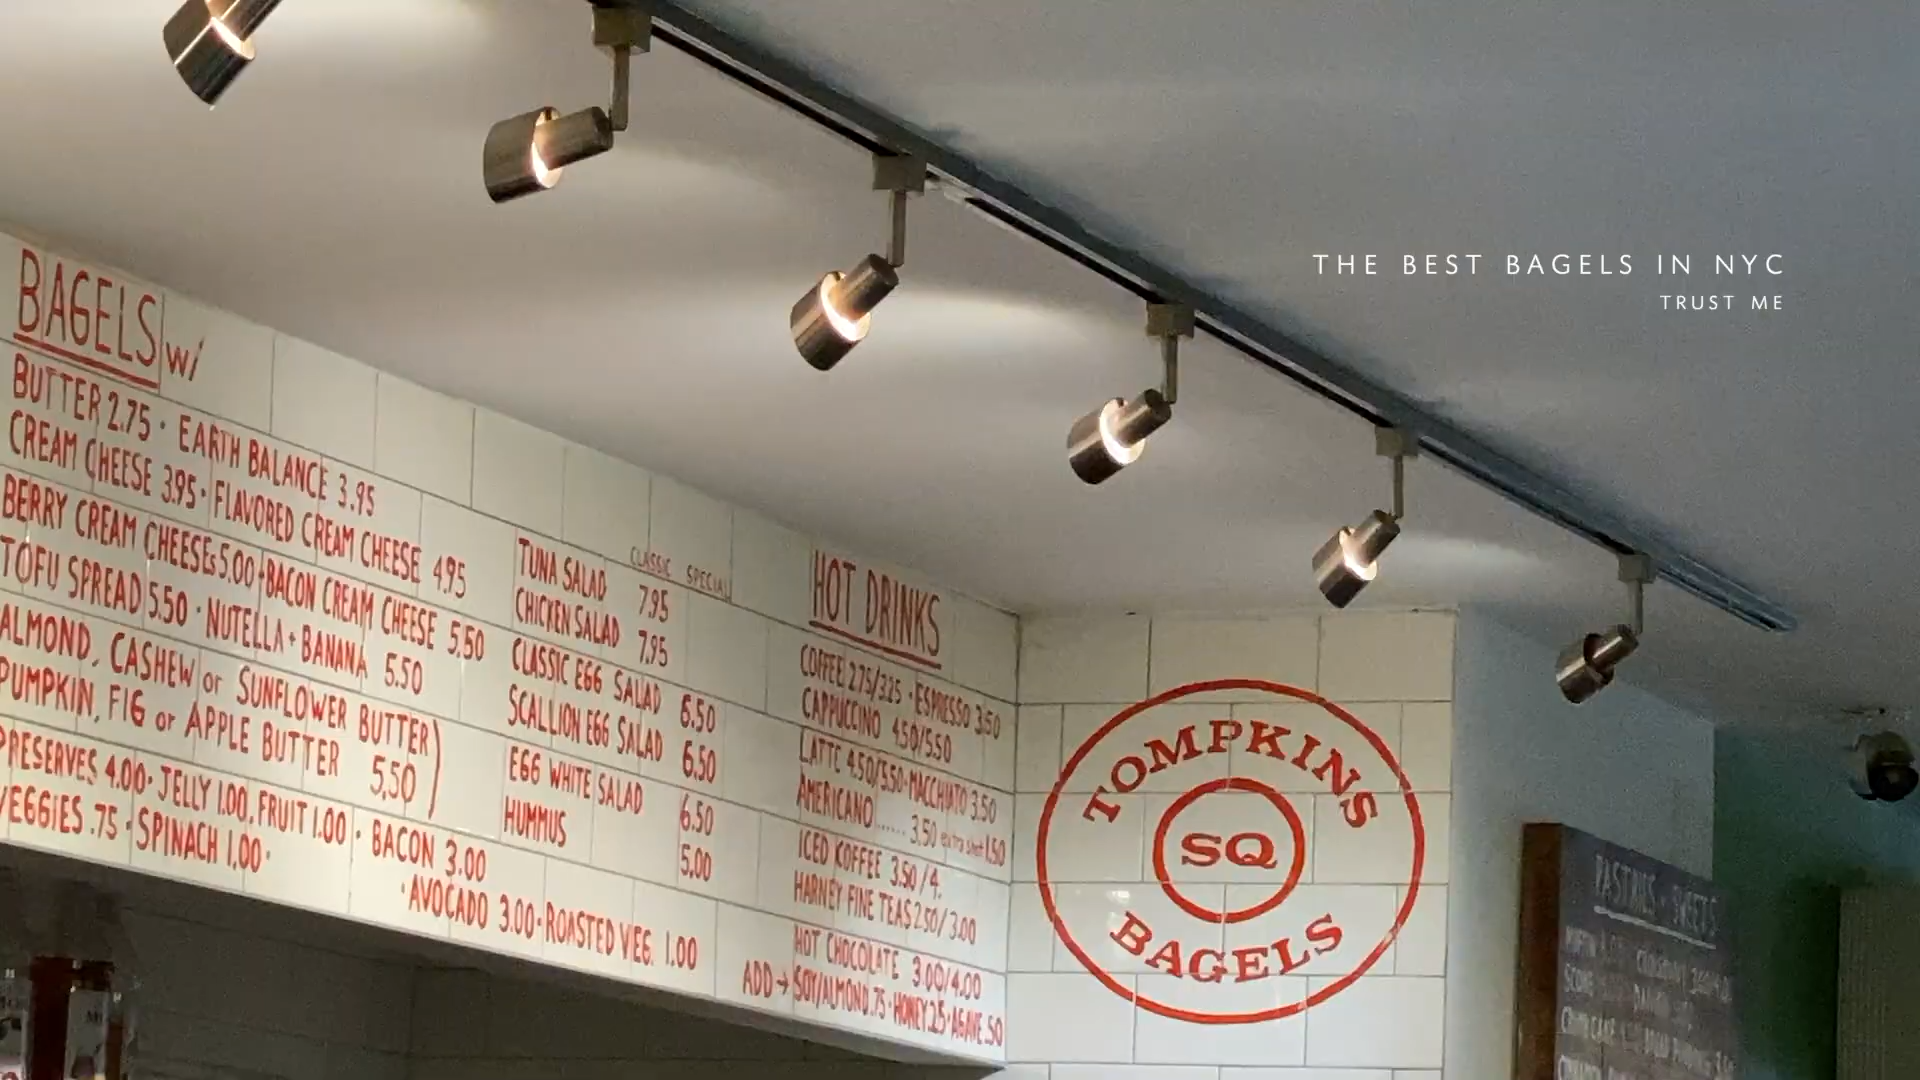 THE BEST BAGELS IN NYC
TRUST ME
BAGELS w/
BUTTER 2.75 · EARTH BALANCE 3.95
CREAM CHEESE 3.95 · FLAVORED CREAM CHEESE 4.95
BERRY CREAM CHEESEs 5.00 · BACON CREAM CHEESE 5.50
TOFU SPREAD 5.50 · NUTELLA + BANANA 5.50
ALMOND, CASHEW or SUNFLOWER BUTTER)
PUMPKIN, FIG or APPLE BUTTER 5.50
PRESERVES 4.00 · JELLY 1.00, FRUIT 1.00 · BACON 3.00
VEGGIES .75 · SPINACH 1.00 · · AVOCADO 3.00 · ROASTED VEG. 1.00
CLASSIC SPECIAL
TUNA SALAD 7.95
CHICKEN SALAD 7.95
CLASSIC EGG SALAD 6.50
SCALLION EGG SALAD 6.50
EGG WHITE SALAD 6.50
HUMMUS 5.00
HOT DRINKS
COFFEE 2.75/3.25 · ESPRESSO 3.50
CAPPUCCINO 4.50/5.50
LATTE 4.50/5.50 · MACCHIATO 3.50
AMERICANO ...... 3.50 extra shot 1.50
ICED KOFFEE 3.50/4.
HARNEY FINE TEAS 2.50/3.00
HOT CHOCOLATE 3.00/4.00
ADD → SOY/ALMOND .75 · HONEY .25 · AGAVE .50
TOMPKINS
SQ
BAGELS
PASTRIES · SWEETS